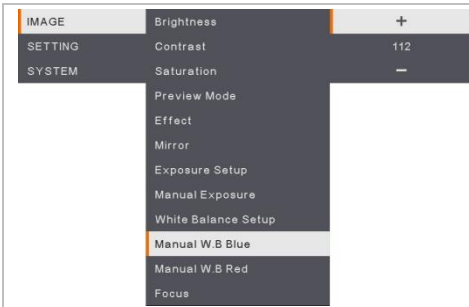 IMAGE
SETTING
SYSTEM
Brightness
Contrast
Saturation
Preview Mode
Effect
Mirror
Exposure Setup
Manual Exposure
White Balance Setup
Manual W.B Blue
Manual W.B Red
Focus
+
112
−